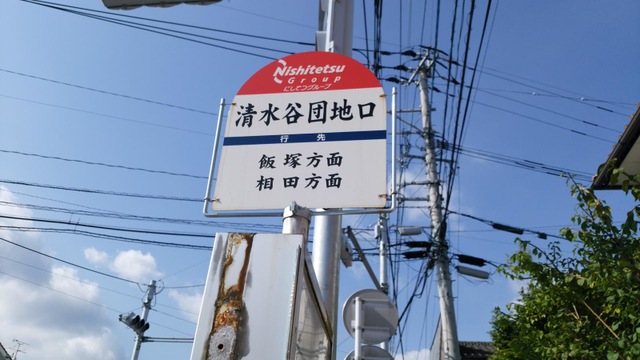 Nishitetsu
Group
にしてつグループ
清水谷団地口
行先
飯塚方面
相田方面